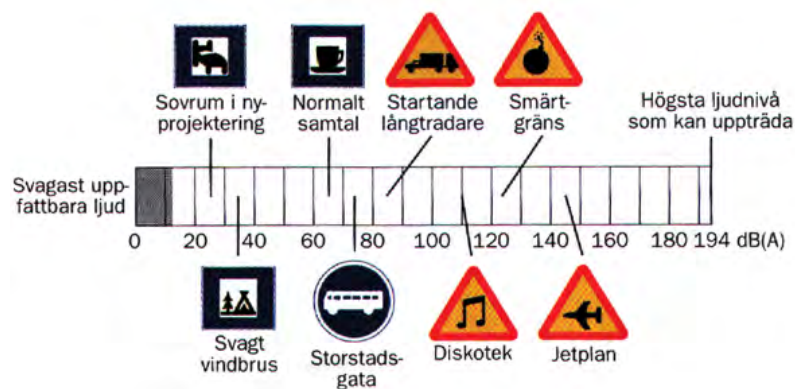 Sovrum i ny-
projektering
Normalt
samtal
Startande
långtradare
Smärt-
gräns
Högsta ljudnivå
som kan uppträda
Svagast upp-
fattbara ljud
0 20 40 60 80 100 120 140 160 180 194 dB(A)
Svagt
vindbrus
Storstads-
gata
Diskotek
Jetplan